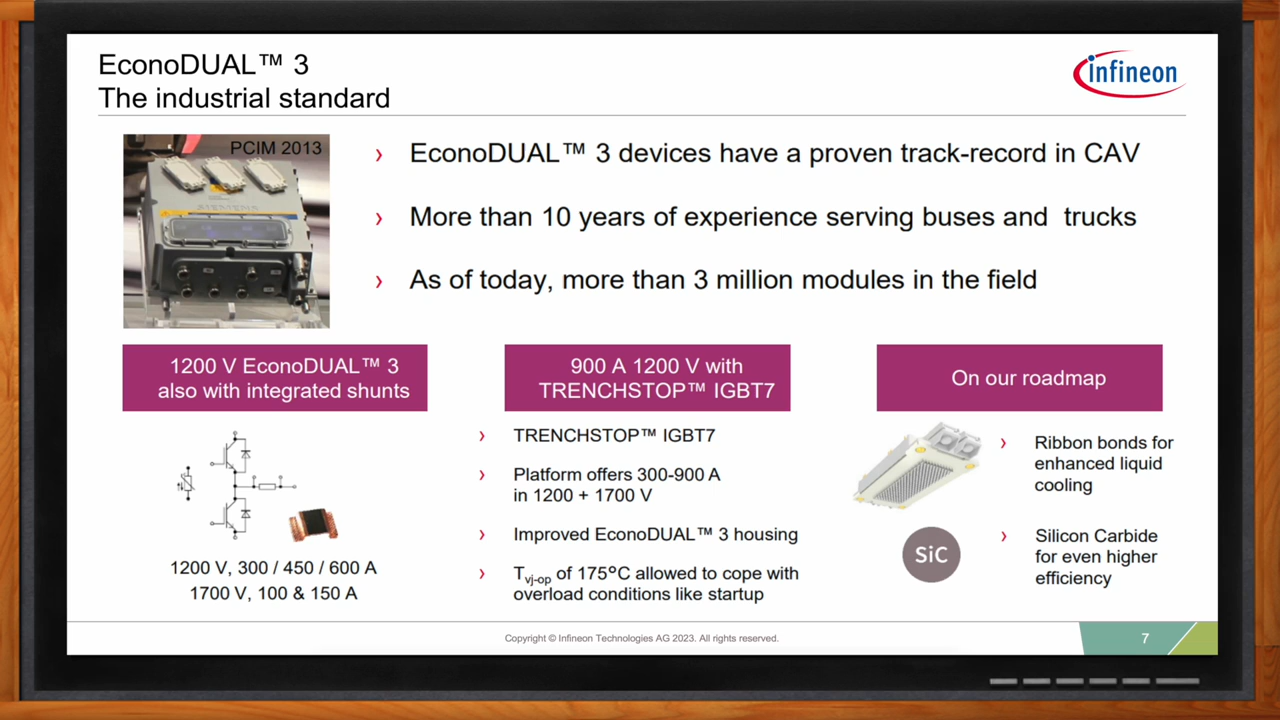 EconoDUAL™ 3
The industrial standard
infineon
PCIM 2013
SIEMENS
› EconoDUAL™ 3 devices have a proven track-record in CAV
› More than 10 years of experience serving buses and trucks
› As of today, more than 3 million modules in the field
1200 V EconoDUAL™ 3
also with integrated shunts
1200 V, 300 / 450 / 600 A
1700 V, 100 & 150 A
900 A 1200 V with
TRENCHSTOP™ IGBT7
› TRENCHSTOP™ IGBT7
› Platform offers 300-900 A
in 1200 + 1700 V
› Improved EconoDUAL™ 3 housing
› Tvj-op of 175°C allowed to cope with
overload conditions like startup
On our roadmap
› Ribbon bonds for
enhanced liquid
cooling
SiC
› Silicon Carbide
for even higher
efficiency
Copyright © Infineon Technologies AG 2023. All rights reserved.
7